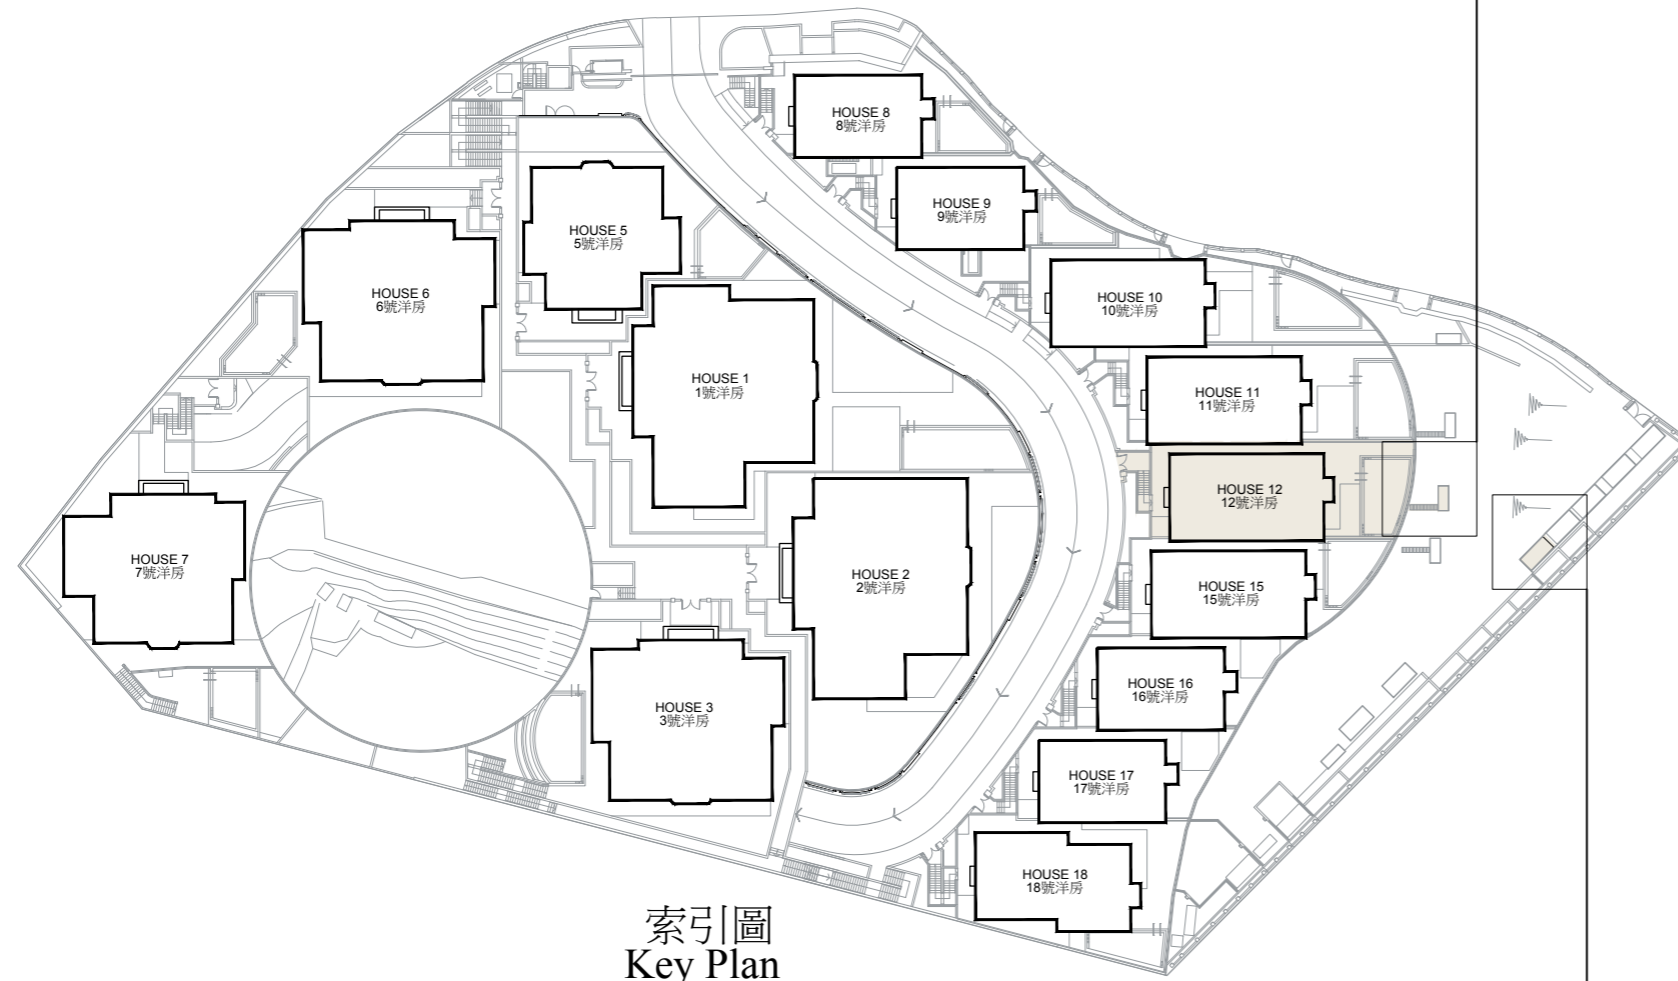 HOUSE 8
8號洋房
HOUSE 9
9號洋房
HOUSE 5
5號洋房
HOUSE 6
6號洋房
HOUSE 10
10號洋房
HOUSE 1
1號洋房
HOUSE 11
11號洋房
HOUSE 12
12號洋房
HOUSE 7
7號洋房
HOUSE 2
2號洋房
HOUSE 15
15號洋房
HOUSE 16
16號洋房
HOUSE 3
3號洋房
HOUSE 17
17號洋房
HOUSE 18
18號洋房
索引圖
Key Plan